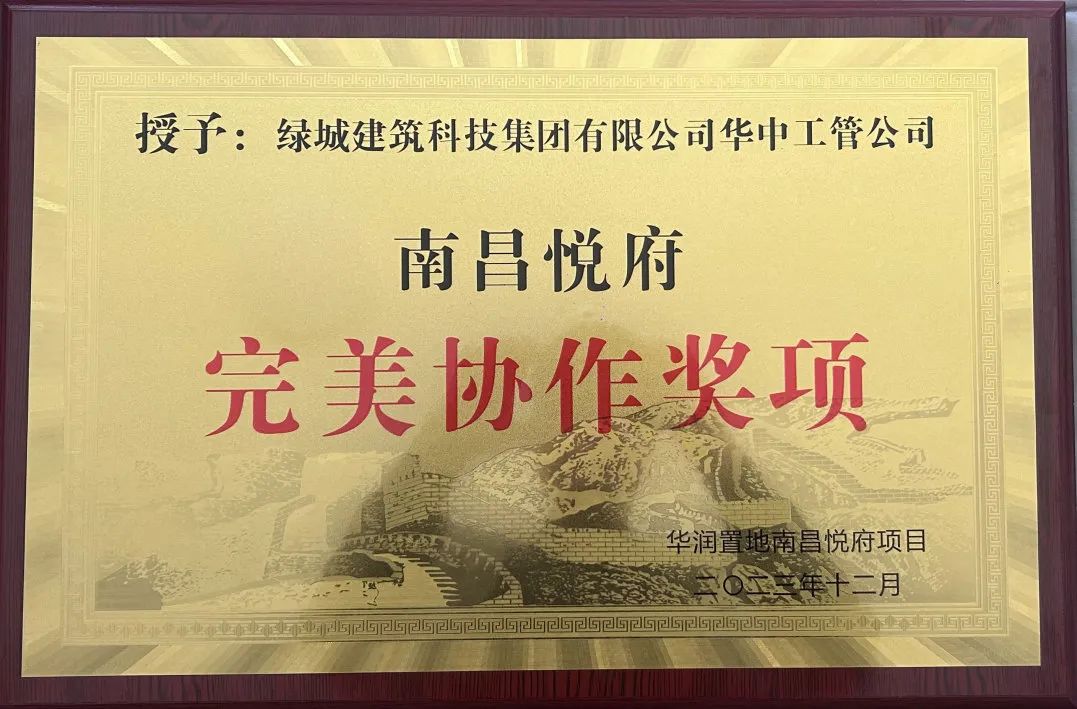 授予：绿城建筑科技集团有限公司华中工管公司
南昌悦府
完美协作奖项
华润置地南昌悦府项目
二〇二三年十二月